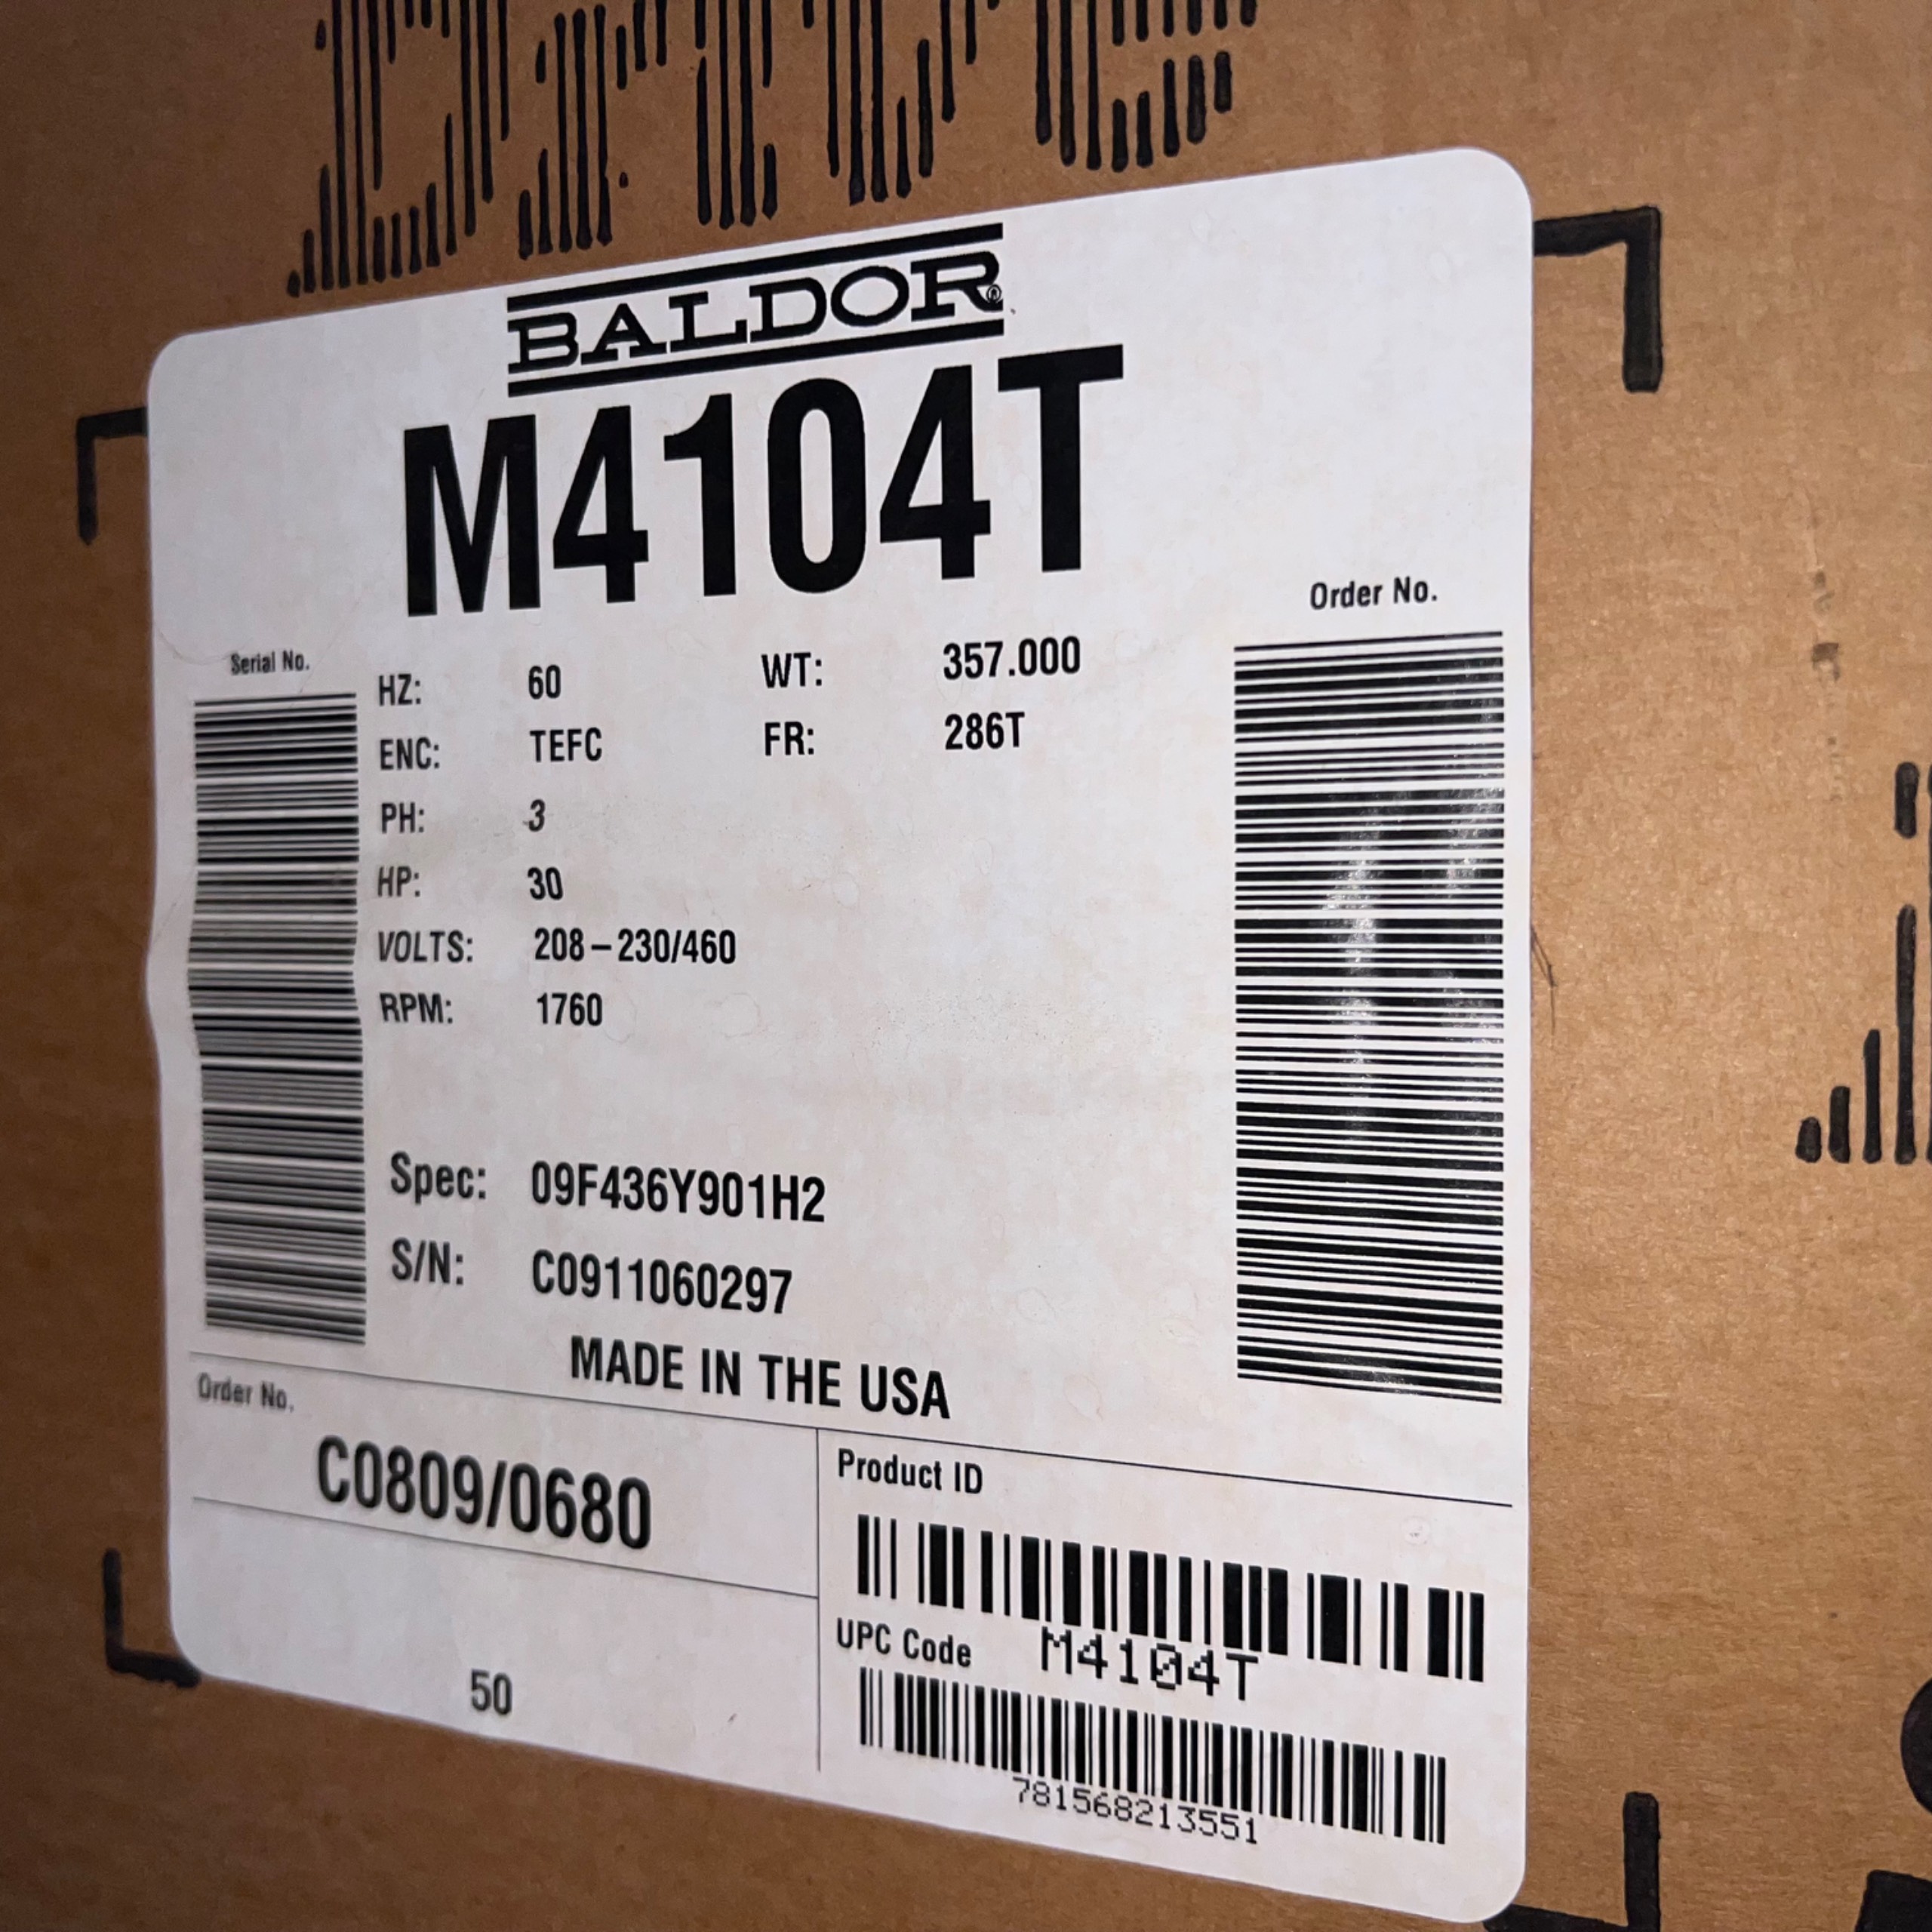 BALDOR®
M4104T
Order No.
Serial No.
HZ: 60 WT: 357.000
ENC: TEFC FR: 286T
PH: 3
HP: 30
VOLTS: 208-230/460
RPM: 1760
Spec: 09F436Y901H2
S/N: C0911060297
MADE IN THE USA
Order No.
C0809/0680
Product ID
UPC Code M4104T
50
781568213551